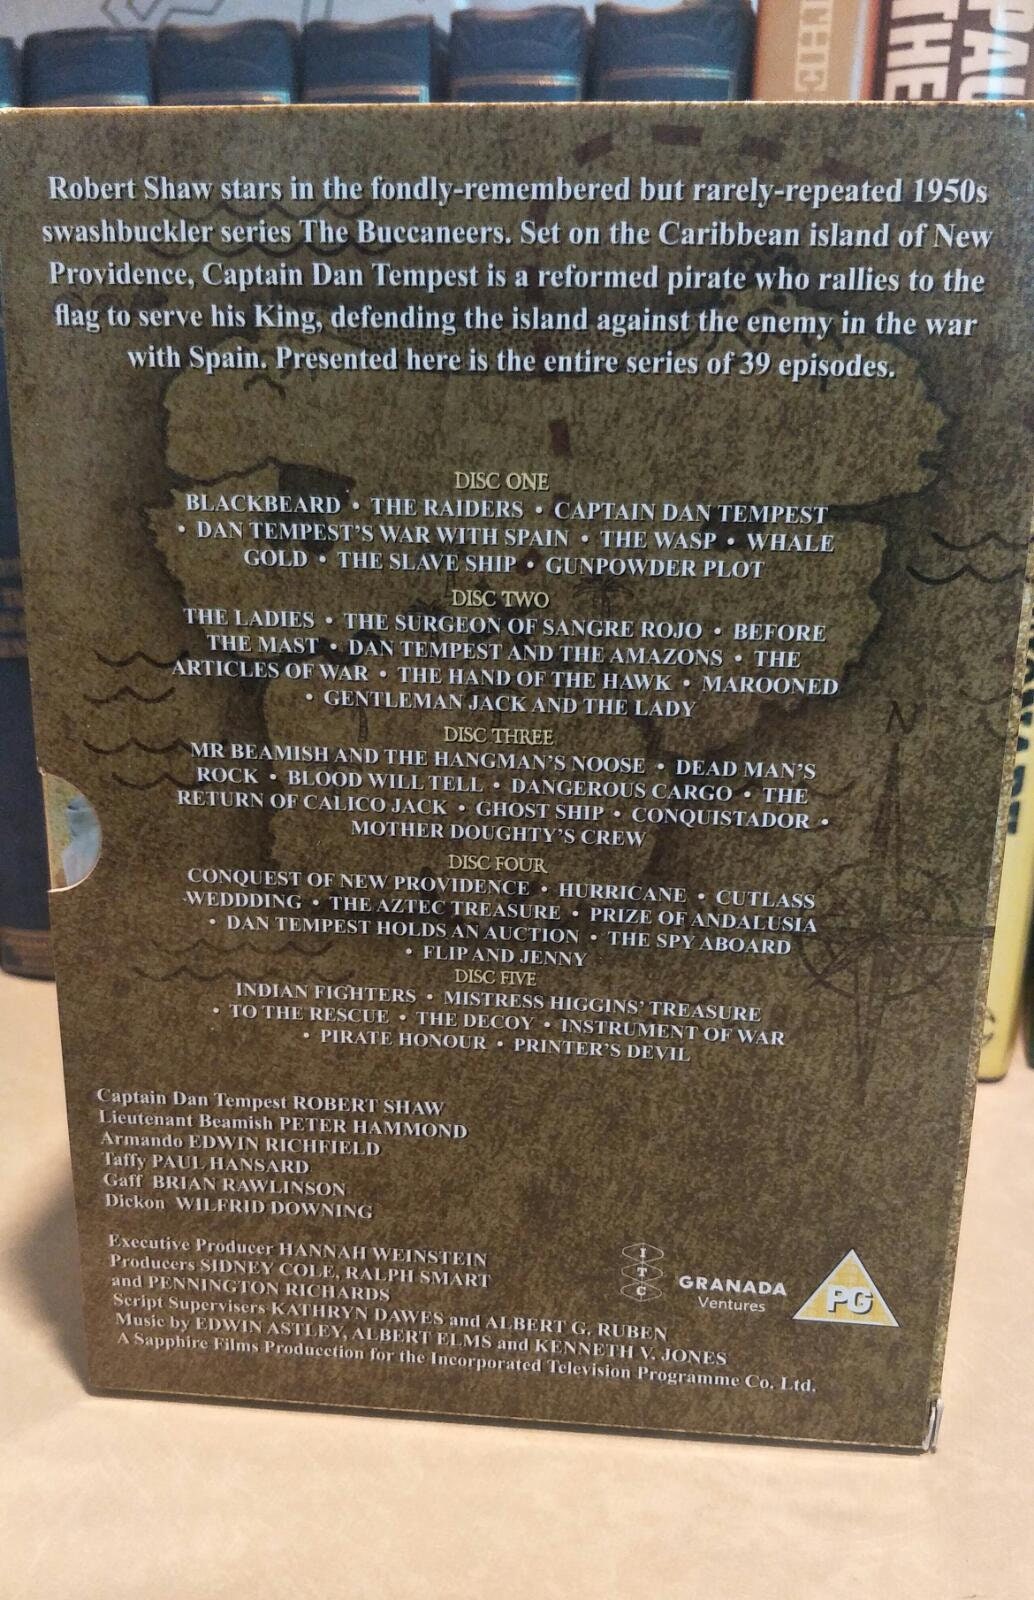 PAU
THE
Robert Shaw stars in the fondly-remembered but rarely-repeated 1950s
swashbuckler series The Buccaneers. Set on the Caribbean island of New
Providence, Captain Dan Tempest is a reformed pirate who rallies to the
flag to serve his King, defending the island against the enemy in the war
with Spain. Presented here is the entire series of 39 episodes.
DISC ONE
BLACKBEARD • THE RAIDERS • CAPTAIN DAN TEMPEST
• DAN TEMPEST'S WAR WITH SPAIN • THE WASP • WHALE
GOLD • THE SLAVE SHIP • GUNPOWDER PLOT
DISC TWO
THE LADIES • THE SURGEON OF SANGRE ROJO • BEFORE
THE MAST • DAN TEMPEST AND THE AMAZONS • THE
ARTICLES OF WAR • THE HAND OF THE HAWK • MAROONED
• GENTLEMAN JACK AND THE LADY
DISC THREE
MR BEAMISH AND THE HANGMAN'S NOOSE • DEAD MAN'S
ROCK • BLOOD WILL TELL • DANGEROUS CARGO • THE
RETURN OF CALICO JACK • GHOST SHIP • CONQUISTADOR •
MOTHER DOUGHTY'S CREW
DISC FOUR
CONQUEST OF NEW PROVIDENCE • HURRICANE • CUTLASS
WEDDDING • THE AZTEC TREASURE • PRIZE OF ANDALUSIA
• DAN TEMPEST HOLDS AN AUCTION • THE SPY ABOARD
• FLIP AND JENNY
DISC FIVE
INDIAN FIGHTERS • MISTRESS HIGGINS' TREASURE
• TO THE RESCUE • THE DECOY • INSTRUMENT OF WAR
• PIRATE HONOUR • PRINTER'S DEVIL
N
Captain Dan Tempest ROBERT SHAW
Lieutenant Beamish PETER HAMMOND
Armando EDWIN RICHFIELD
Taffy PAUL HANSARD
Gaff BRIAN RAWLINSON
Dickon WILFRID DOWNING
Executive Producer HANNAH WEINSTEIN
Producers SIDNEY COLE, RALPH SMART
and PENNINGTON RICHARDS
Script Supervisers KATHRYN DAWES and ALBERT G. RUBEN
Music by EDWIN ASTLEY, ALBERT ELMS and KENNETH V. JONES
A Sapphire Films Producction for the Incorporated Television Programme Co. Ltd.
ITC
GRANADA
Ventures
PG